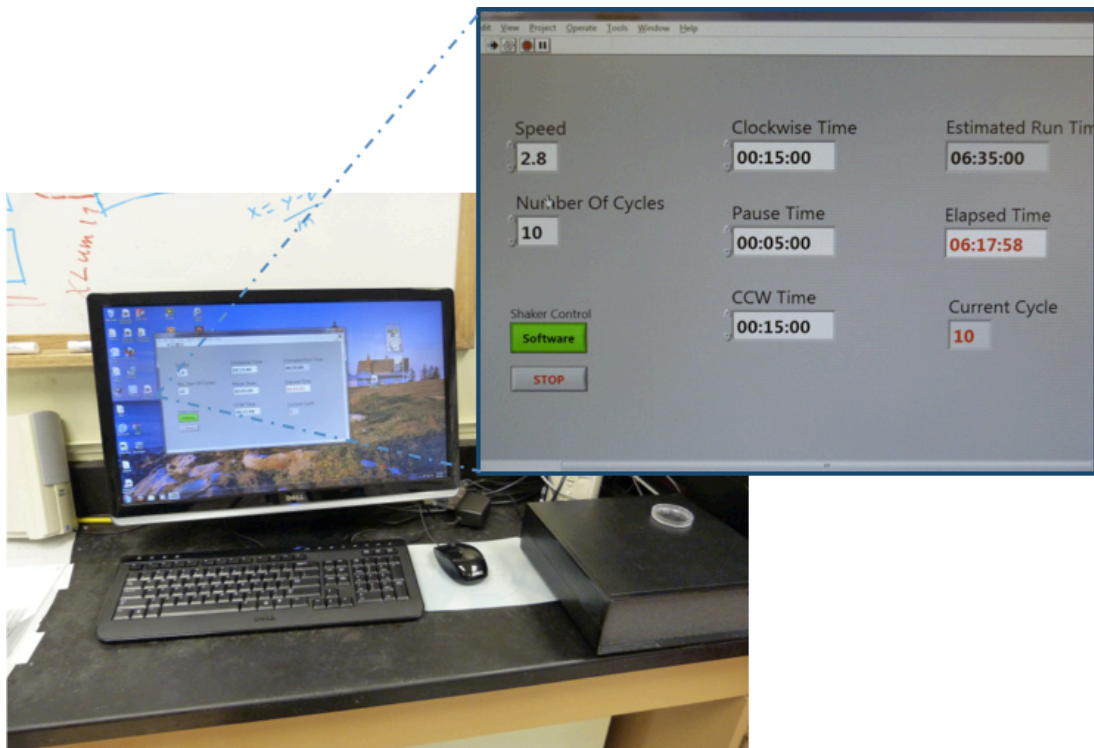 Edit View Project Operate Tools Window Help
Speed
2.8
Number Of Cycles
10
Shaker Control
Software
STOP
Clockwise Time
00:15:00
Pause Time
00:05:00
CCW Time
00:15:00
Estimated Run Tim
06:35:00
Elapsed Time
06:17:58
Current Cycle
10
DELL
DELL